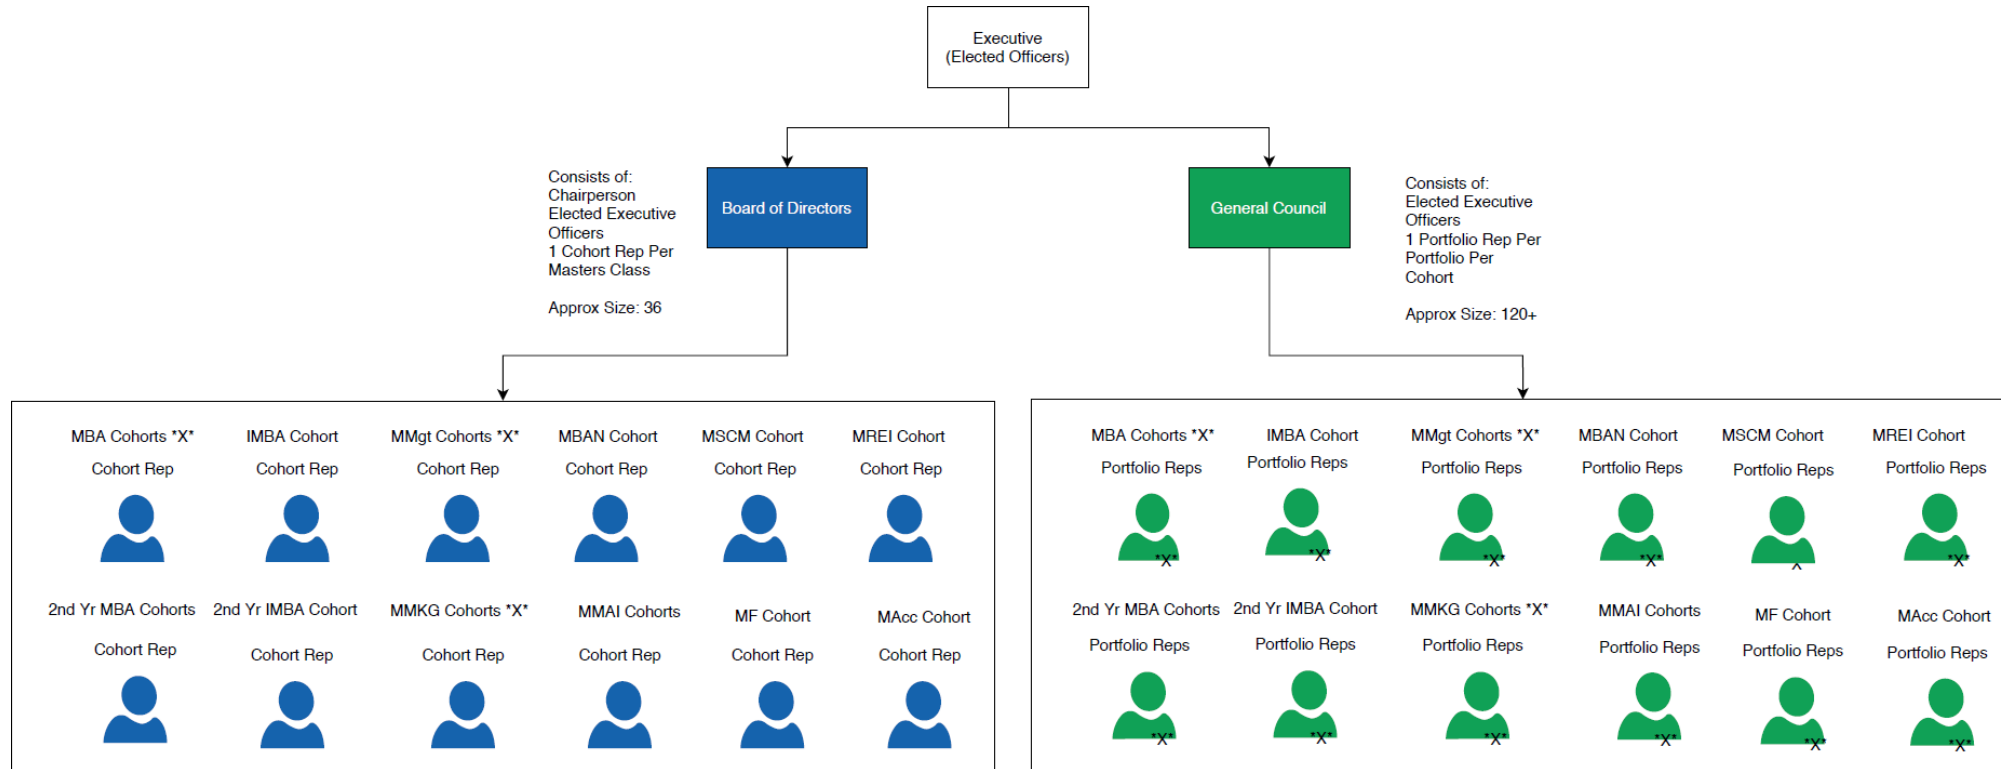 Executive
(Elected Officers)
Consists of:
Chairperson
Elected Executive
Officers
1 Cohort Rep Per
Masters Class
Approx Size: 36
Board of Directors
General Council
Consists of:
Elected Executive
Officers
1 Portfolio Rep Per
Portfolio Per
Cohort
Approx Size: 120+
MBA Cohorts *X*
Cohort Rep
IMBA Cohort
Cohort Rep
MMgt Cohorts *X*
Cohort Rep
MBAN Cohort
Cohort Rep
MSCM Cohort
Cohort Rep
MREI Cohort
Cohort Rep
2nd Yr MBA Cohorts
Cohort Rep
2nd Yr IMBA Cohort
Cohort Rep
MMKG Cohorts *X*
Cohort Rep
MMAI Cohorts
Cohort Rep
MF Cohort
Cohort Rep
MAcc Cohort
Cohort Rep
MBA Cohorts *X*
Portfolio Reps
*X*
IMBA Cohort
Portfolio Reps
*X*
MMgt Cohorts *X*
Portfolio Reps
*X*
MBAN Cohort
Portfolio Reps
*X*
MSCM Cohort
Portfolio Reps
X
MREI Cohort
Portfolio Reps
*X*
2nd Yr MBA Cohorts
Portfolio Reps
*X*
2nd Yr IMBA Cohort
Portfolio Reps
*X*
MMKG Cohorts *X*
Portfolio Reps
*X*
MMAI Cohorts
Portfolio Reps
*X*
MF Cohort
Portfolio Reps
*X*
MAcc Cohort
Portfolio Reps
*X*